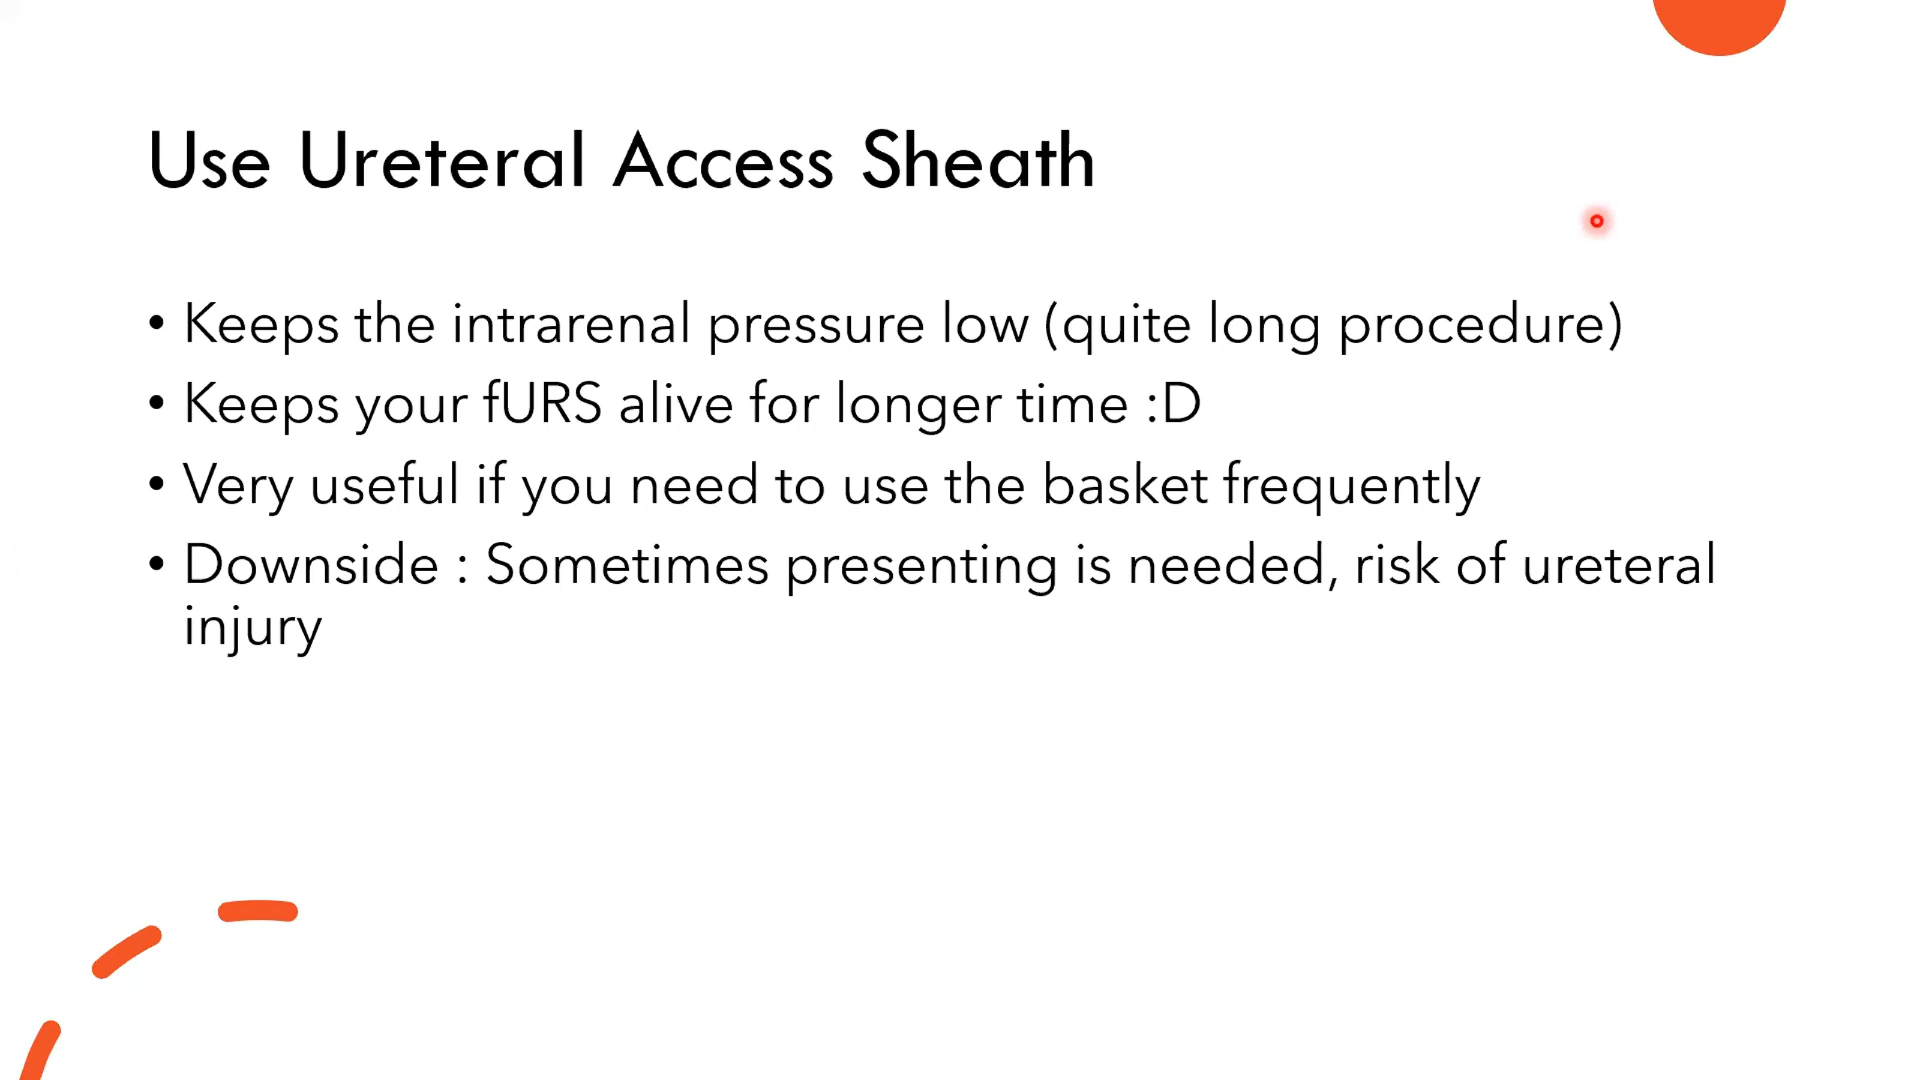 Use Ureteral Access Sheath
• Keeps the intrarenal pressure low (quite long procedure)
• Keeps your fURS alive for longer time :D
• Very useful if you need to use the basket frequently
• Downside : Sometimes presenting is needed, risk of ureteral
injury